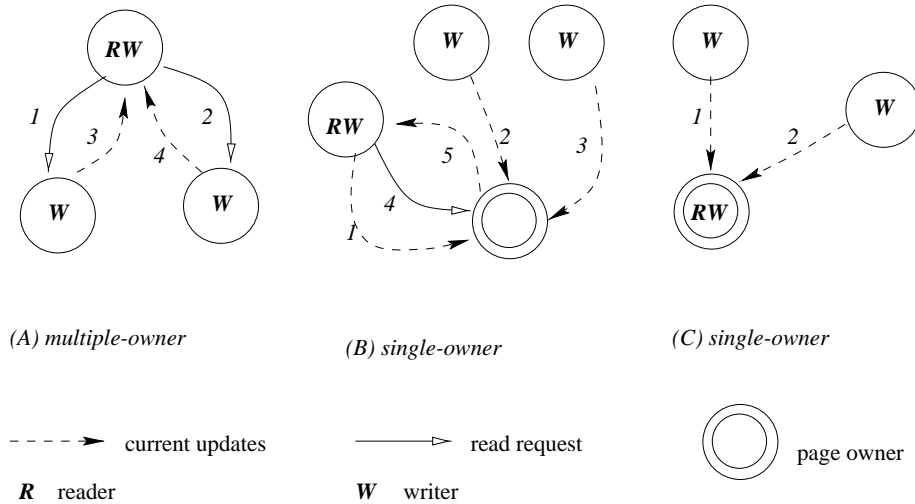 W
W
RW
W
1
2
3
4
RW
5
2
3
4
1
W
W
1
2
W
RW
(A) multiple-owner
(B) single-owner
(C) single-owner
current updates
read request
page owner
R reader
W writer